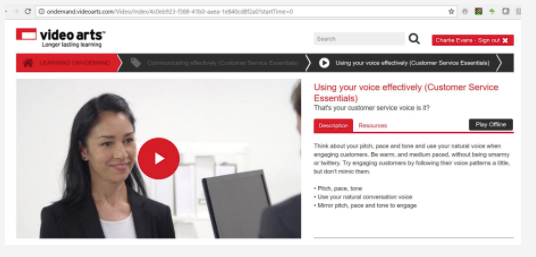 ondemand.videoarts.com/Video/Index/4c0eb923-f388-41b0-aaea-1e840cd8f2a0?startTime=0
video arts
Longer lasting learning
Search
Charlie Evans - Sign out
LEARNING ON-DEMAND
Communicating effectively (Customer Service Essentials)
Using your voice effectively (Customer Service Essentials)
Using your voice effectively (Customer Service
Essentials)
That's your customer service voice is it?
Description
Resources
Play Offline
Think about your pitch, pace and tone and use your natural voice when
engaging customers. Be warm, and medium paced, without being smarmy
or twittery. Try engaging customers by following their voice patterns a little,
but don't mimic them.
• Pitch, pace, tone
• Use your natural conversation voice
• Mirror pitch, pace and tone to engage